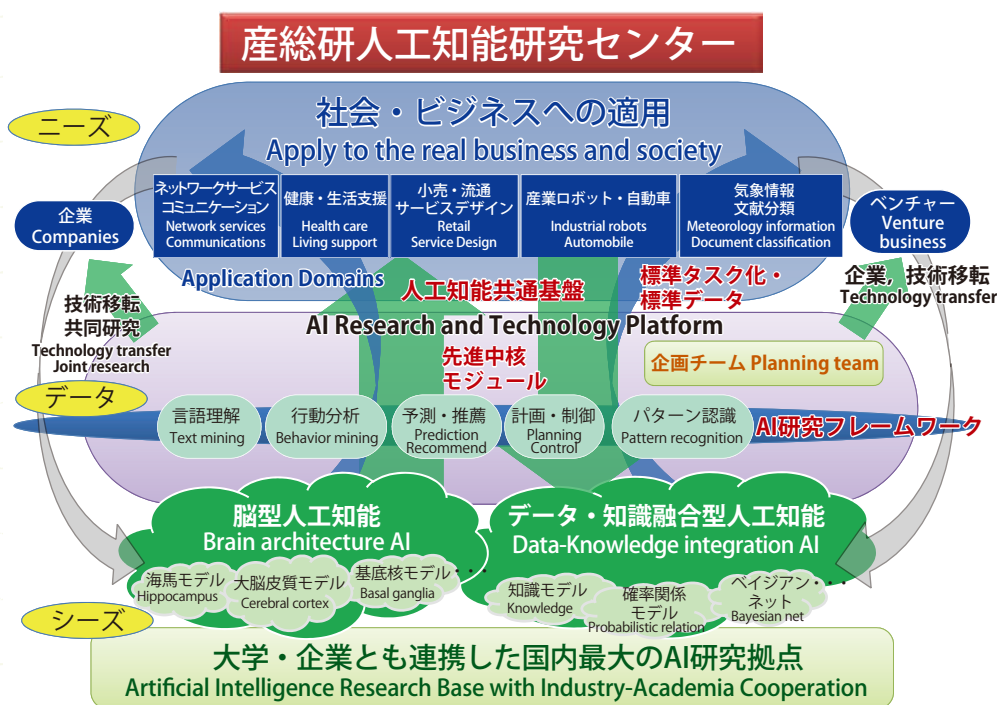 産総研人工知能研究センター
ニーズ
社会・ビジネスへの適用
Apply to the real business and society
ネットワークサービス
コミュニケーション
Network services
Communications
健康・生活支援
Health care
Living support
小売・流通
サービスデザイン
Retail
Service Design
産業ロボット・自動車
Industrial robots
Automobile
気象情報
文献分類
Meteorology information
Document classification
企業
Companies
ベンチャー
Venture
business
Application Domains
人工知能共通基盤
標準タスク化・
標準データ
企業，技術移転
Technology transfer
技術移転
共同研究
Technology transfer
Joint research
AI Research and Technology Platform
先進中核
モジュール
企画チーム Planning team
データ
言語理解
Text mining
行動分析
Behavior mining
予測・推薦
Prediction
Recommend
計画・制御
Planning
Control
パターン認識
Pattern recognition
AI研究フレームワーク
脳型人工知能
Brain architecture AI
海馬モデル
Hippocampus
大脳皮質モデル
Cerebral cortex
基底核モデル・・・
Basal ganglia
データ・知識融合型人工知能
Data-Knowledge integration AI
知識モデル
Knowledge
確率関係
モデル
Probabilistic relation
ベイジアン・・・
ネット
Bayesian net
シーズ
大学・企業とも連携した国内最大のAI研究拠点
Artificial Intelligence Research Base with Industry-Academia Cooperation